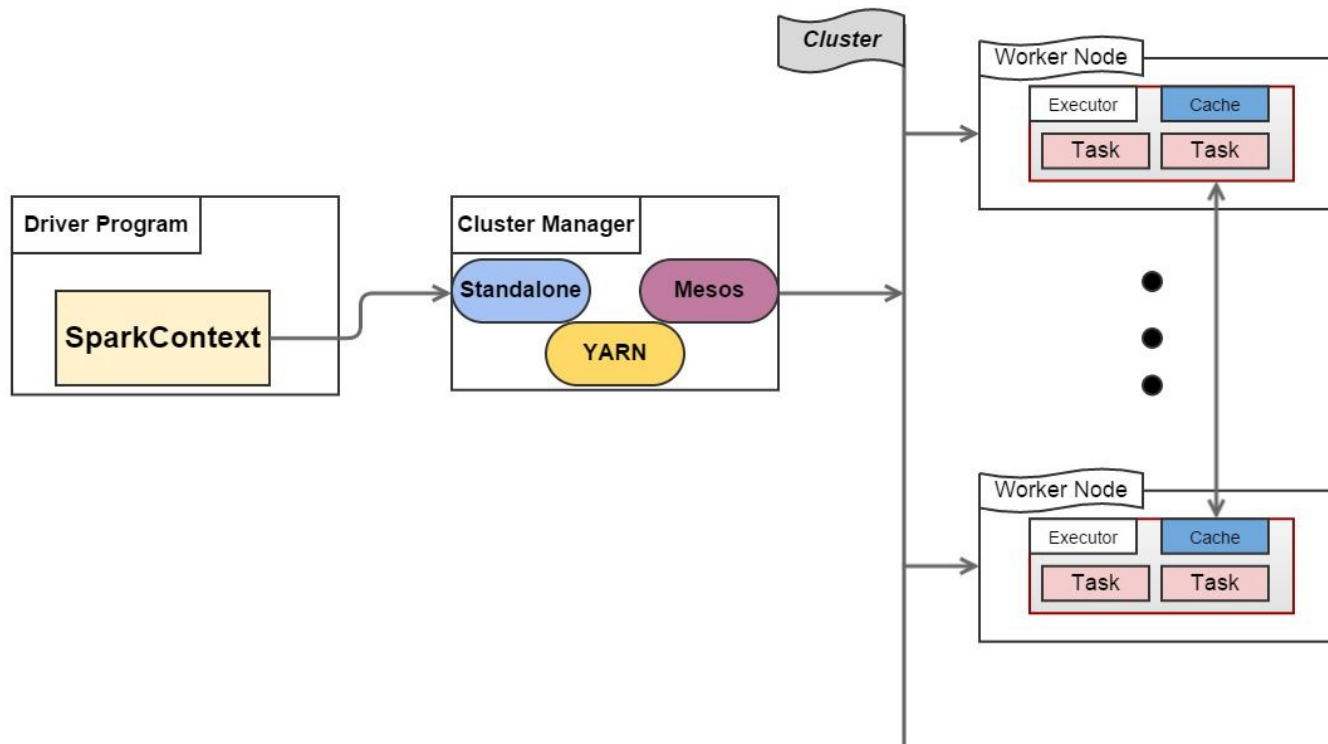 Cluster
Worker Node
Executor
Cache
Task
Task
Driver Program
SparkContext
Cluster Manager
Standalone
Mesos
YARN
Worker Node
Executor
Cache
Task
Task